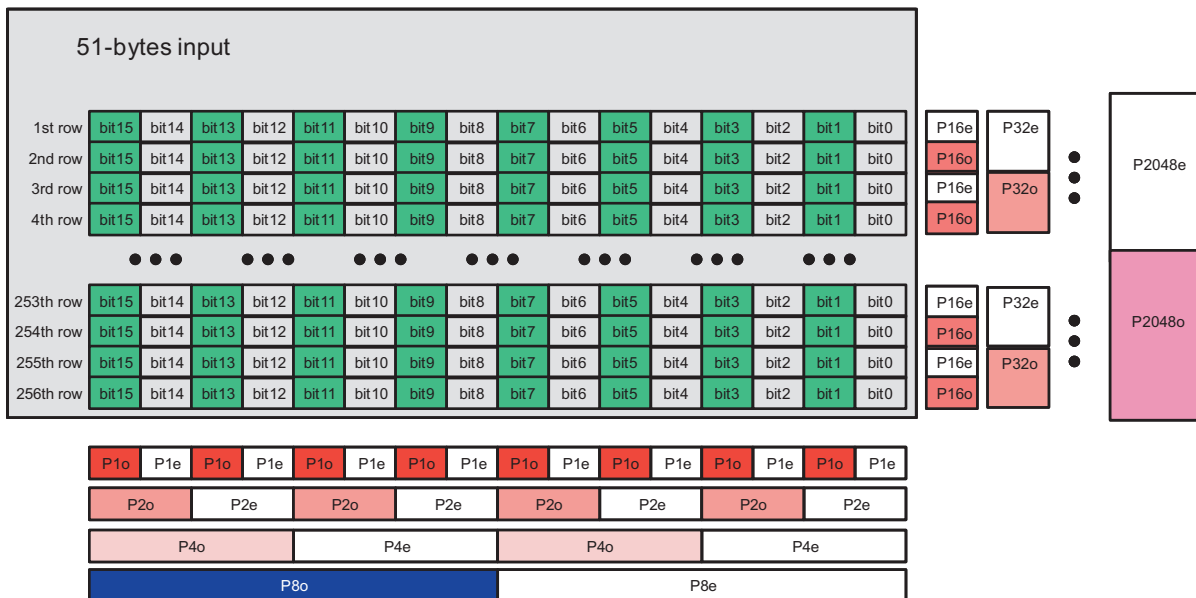 51-bytes input
1st row bit15 bit14 bit13 bit12 bit11 bit10 bit9 bit8 bit7 bit6 bit5 bit4 bit3 bit2 bit1 bit0 P16e P32e
2nd row bit15 bit14 bit13 bit12 bit11 bit10 bit9 bit8 bit7 bit6 bit5 bit4 bit3 bit2 bit1 bit0 P16o P2048e
3rd row bit15 bit14 bit13 bit12 bit11 bit10 bit9 bit8 bit7 bit6 bit5 bit4 bit3 bit2 bit1 bit0 P16e P32o
4th row bit15 bit14 bit13 bit12 bit11 bit10 bit9 bit8 bit7 bit6 bit5 bit4 bit3 bit2 bit1 bit0 P16o
253th row bit15 bit14 bit13 bit12 bit11 bit10 bit9 bit8 bit7 bit6 bit5 bit4 bit3 bit2 bit1 bit0 P16e P32e
254th row bit15 bit14 bit13 bit12 bit11 bit10 bit9 bit8 bit7 bit6 bit5 bit4 bit3 bit2 bit1 bit0 P16o P2048o
255th row bit15 bit14 bit13 bit12 bit11 bit10 bit9 bit8 bit7 bit6 bit5 bit4 bit3 bit2 bit1 bit0 P16e P32o
256th row bit15 bit14 bit13 bit12 bit11 bit10 bit9 bit8 bit7 bit6 bit5 bit4 bit3 bit2 bit1 bit0 P16o
P1o P1e P1o P1e P1o P1e P1o P1e P1o P1e P1o P1e P1o P1e P1o P1e
P2o P2e P2o P2e P2o P2e P2o P2e
P4o P4e P4o P4e
P8o P8e